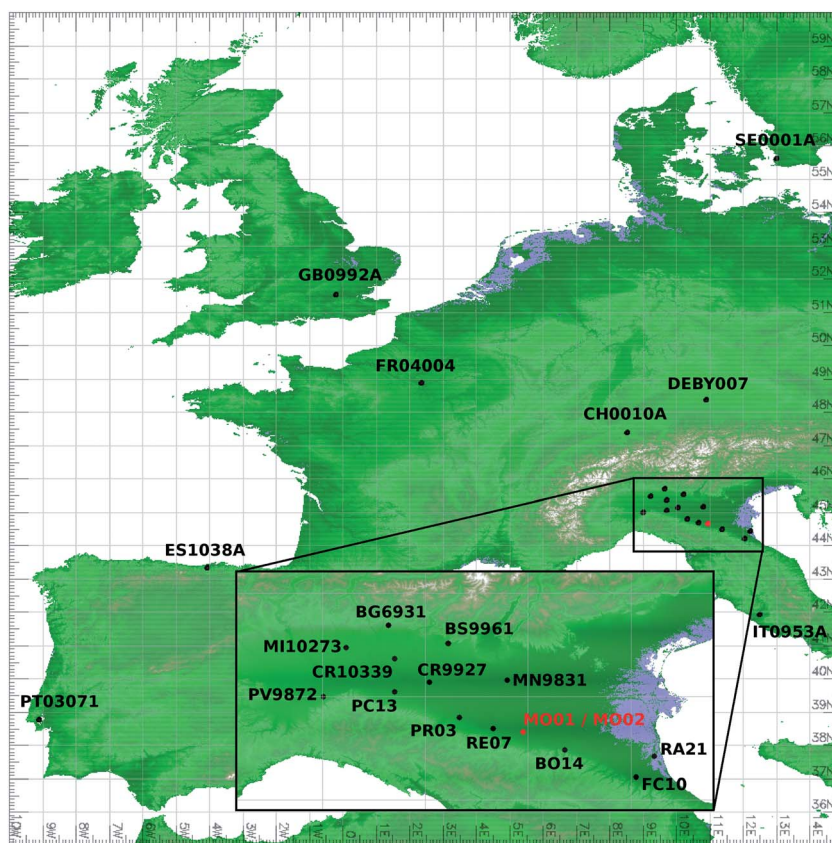 59N
58N
57N
SE0001A
56N
55N
54N
53N
GB0992A
52N
51N
50N
FR04004
49N
DEBY007
48N
CH0010A
47N
46N
45N
44N
ES1038A
43N
BG6931
42N
BS9961
IT0953A
MI10273
41N
CR10339
CR9927
MN9831
40N
PV9872
PT03071
PC13
39N
MO01 / MO02
PR03
RE07
RA21
38N
BO14
FC10
37N
36N
10W
9W
8W
7W
6W
5W
4W
3W
2W
1W
0
1E
2E
3E
4E
5E
6E
7E
8E
9E
10E
11E
12E
13E